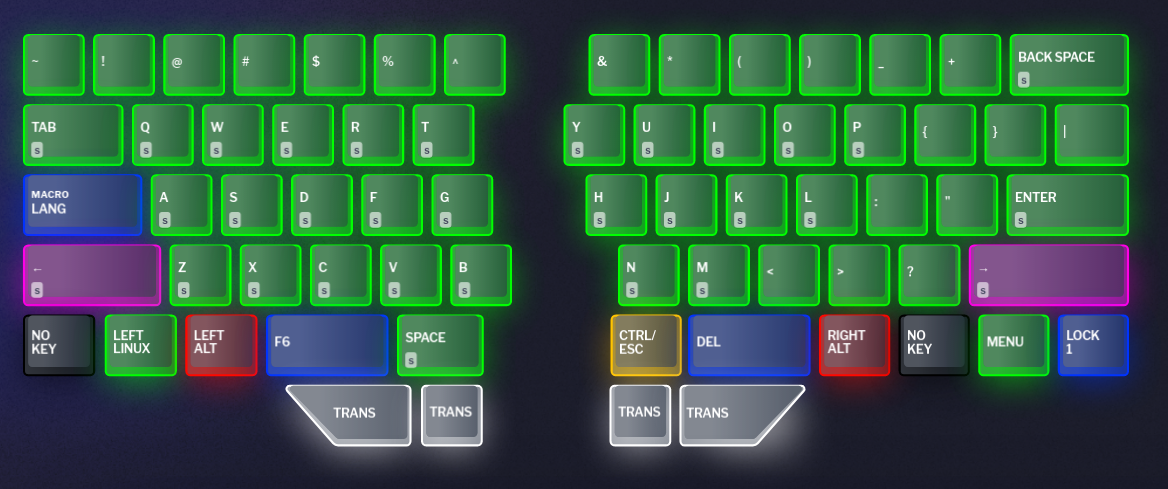 ~ ! @ # $ % ^ & * ( ) _ + BACK SPACE
s
TAB Q W E R T Y U I O P { } |
s s s s s s s s s s s
MACRO
LANG A S D F G H J K L : " ENTER
s s s s s s s s s s
← Z X C V B N M < > ? →
s s s s s s s s s
NO
KEY
LEFT
LINUX
LEFT
ALT
F6
SPACE
s
CTRL/
ESC
DEL
RIGHT
ALT
NO
KEY
MENU
LOCK
1
TRANS TRANS TRANS TRANS